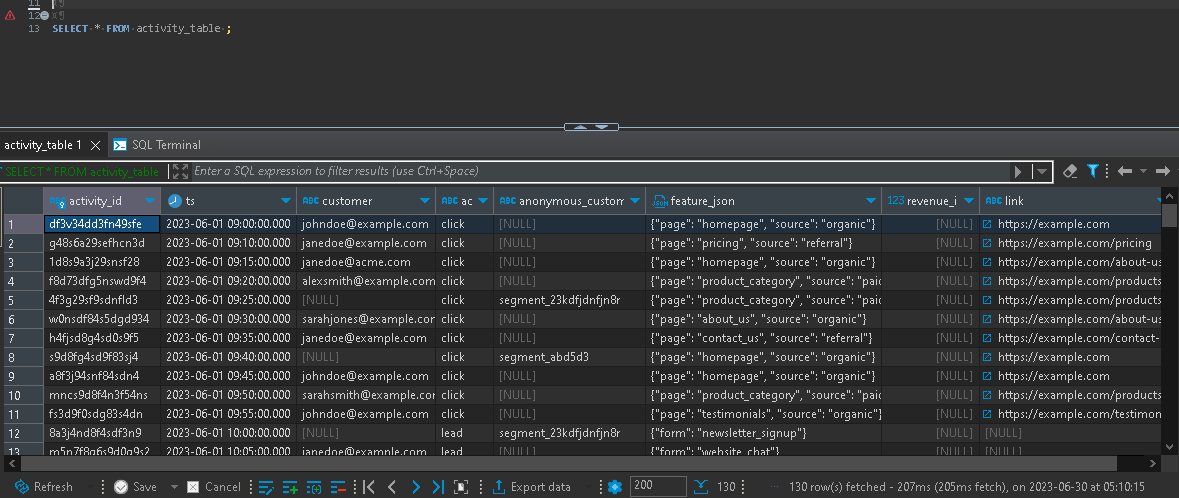 11
12
13 SELECT * FROM activity_table ;
activity_table 1 SQL Terminal
SELECT * FROM activity_table Enter a SQL expression to filter results (use Ctrl+Space)
ABC activity_id ts ABC customer ABC ac ABC anonymous_custom feature_json 123 revenue_i ABC link
1 df3v34dd3fn49sfe 2023-06-01 09:00:00.000 johndoe@example.com click [NULL] {"page": "homepage", "source": "organic"} [NULL] https://example.com
2 g48s6a29sefhcn3d 2023-06-01 09:10:00.000 janedoe@example.com click [NULL] {"page": "pricing", "source": "referral"} [NULL] https://example.com/pricing
3 1d8s9a3j29snsf28 2023-06-01 09:15:00.000 janedoe@acme.com click [NULL] {"page": "homepage", "source": "organic"} [NULL] https://example.com/about-us
4 f8d73dfg5nswd9f4 2023-06-01 09:20:00.000 alexsmith@example.com click [NULL] {"page": "product_category", "source": "paid [NULL] https://example.com/products
5 4f3g29sf9sdnfld3 2023-06-01 09:25:00.000 [NULL] click segment_23kdfjdnfjn8r {"page": "product_category", "source": "paid [NULL] https://example.com/products
6 w0nsdf84s5dgd934 2023-06-01 09:30:00.000 sarahjones@example.com click [NULL] {"page": "about_us", "source": "organic"} [NULL] https://example.com/about-us
7 h4fjsd8g4sd0s9f5 2023-06-01 09:35:00.000 janedoe@example.com click [NULL] {"page": "contact_us", "source": "referral"} [NULL] https://example.com/contact-
8 s9d8fg4sd9f83sj4 2023-06-01 09:40:00.000 [NULL] click segment_abd5d3 {"page": "homepage", "source": "organic"} [NULL] https://example.com
9 a8f3j94snf84sdn4 2023-06-01 09:45:00.000 johndoe@example.com click [NULL] {"page": "homepage", "source": "organic"} [NULL] https://example.com
10 mncs9d8f4n3f54ns 2023-06-01 09:50:00.000 sarahsmith@example.com click [NULL] {"page": "product_category", "source": "paid [NULL] https://example.com/products
11 fs3d9f0sdg83s4dn 2023-06-01 09:55:00.000 johndoe@example.com click [NULL] {"page": "testimonials", "source": "organic"} [NULL] https://example.com/testimon
12 8a3j4nd8f4sdf3n9 2023-06-01 10:00:00.000 [NULL] lead segment_23kdfjdnfjn8r {"form": "newsletter_signup"} [NULL] [NULL]
13 m5n7f8g6s9d0g9s2 2023-06-01 10:05:00.000 janedoe@example.com lead [NULL] {"form": "website_chat"} [NULL] [NULL]
Refresh Save Cancel Export data 200 130 130 row(s) fetched - 207ms (205ms fetch), on 2023-06-30 at 05:10:15